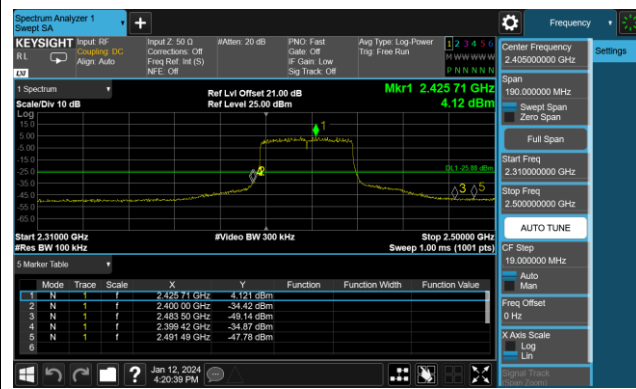 Spectrum Analyzer 1
Swept SA
Frequency
KEYSIGHT
RL
LXI
Input: RF
Coupling: DC
Align: Auto
Input Z: 50 Ω
Corrections: Off
Freq Ref: Int (S)
NFE: Off
#Atten: 20 dB
PNO: Fast
Gate: Off
IF Gain: Low
Sig Track: Off
Avg Type: Log-Power
Trig: Free Run
1 2 3 4 5 6
M W W W W W
P N N N N N
1 Spectrum
Scale/Div 10 dB
Ref Lvl Offset 21.00 dB
Ref Level 25.00 dBm
Mkr1 2.425 71 GHz
4.12 dBm
Log
15.0
5.00
-5.00
-15.0
-25.0
-35.0
-45.0
-55.0
-65.0
1
2
3
5
DL1 -25.88 dBm
Start 2.31000 GHz
#Res BW 100 kHz
#Video BW 300 kHz
Stop 2.50000 GHz
Sweep 1.00 ms (1001 pts)
5 Marker Table
Mode Trace Scale X Y Function Function Width Function Value
1 N 1 f 2.425 71 GHz 4.121 dBm
2 N 1 f 2.400 00 GHz -34.42 dBm
3 N 1 f 2.483 50 GHz -49.14 dBm
4 N 1 f 2.399 42 GHz -34.87 dBm
5 N 1 f 2.491 49 GHz -47.78 dBm
6
Jan 12, 2024
4:20:39 PM
Center Frequency
2.405000000 GHz
Settings
Span
190.000000 MHz
Swept Span
Zero Span
Full Span
Start Freq
2.310000000 GHz
Stop Freq
2.500000000 GHz
AUTO TUNE
CF Step
19.000000 MHz
Auto
Man
Freq Offset
0 Hz
X Axis Scale
Log
Lin
Signal Track
(Span Zoom)